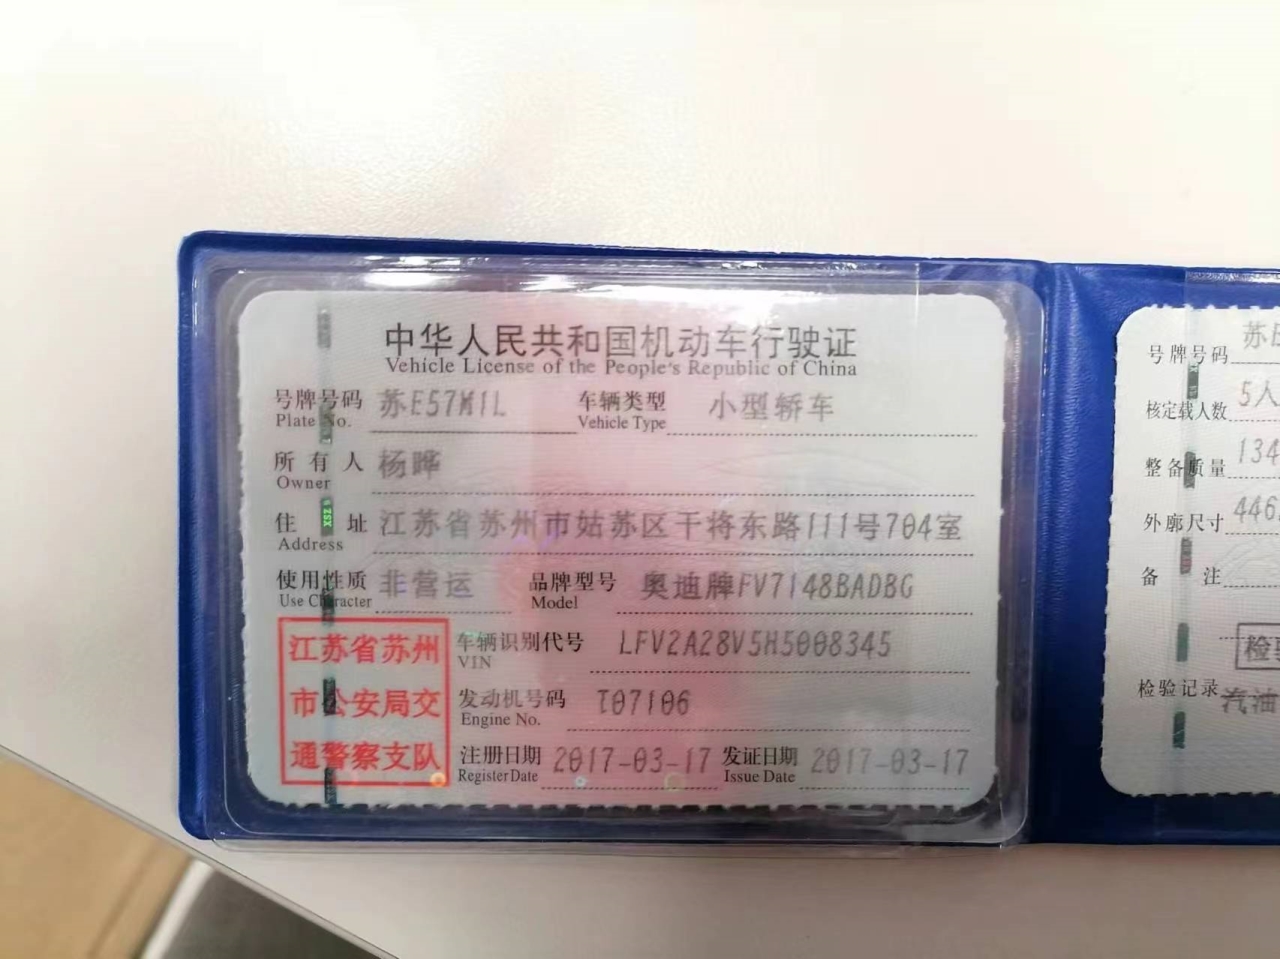 中华人民共和国机动车行驶证
Vehicle License of the People's Republic of China
号牌号码 苏E57M1L 车辆类型 小型轿车
Plate No. Vehicle Type
所有人 杨晔
Owner
住址 江苏省苏州市姑苏区干将东路111号704室
Address
使用性质 非营运 品牌型号 奥迪牌FV7148BADBG
Use Character Model
江苏省苏州
市公安局交
通警察支队
车辆识别代号 LFV2A28V5H5008345
VIN
发动机号码 T07106
Engine No.
注册日期 2017-03-17 发证日期 2017-03-17
Register Date Issue Date
号牌号码 苏E
核定载人数 5人
整备质量 134
外廓尺寸 446
备注
检验记录 汽油